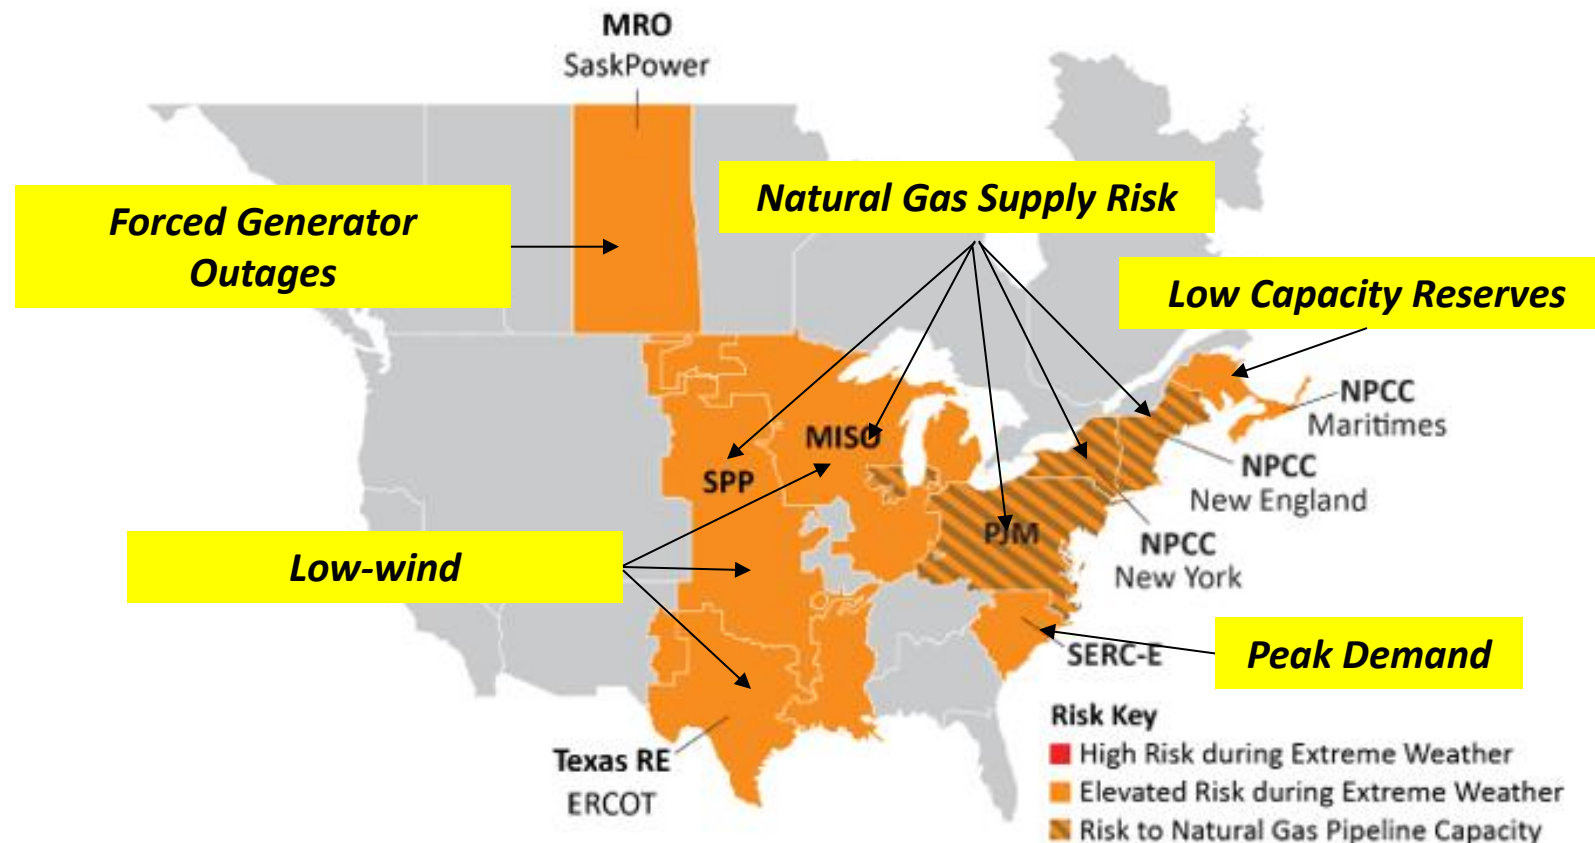 MRO
SaskPower
Natural Gas Supply Risk
Forced Generator
Outages
Low Capacity Reserves
NPCC
Maritimes
MISO
SPP
NPCC
New England
PJM
NPCC
New York
Low-wind
SERC-E
Peak Demand
Texas RE
ERCOT
Risk Key
High Risk during Extreme Weather
Elevated Risk during Extreme Weather
Risk to Natural Gas Pipeline Capacity